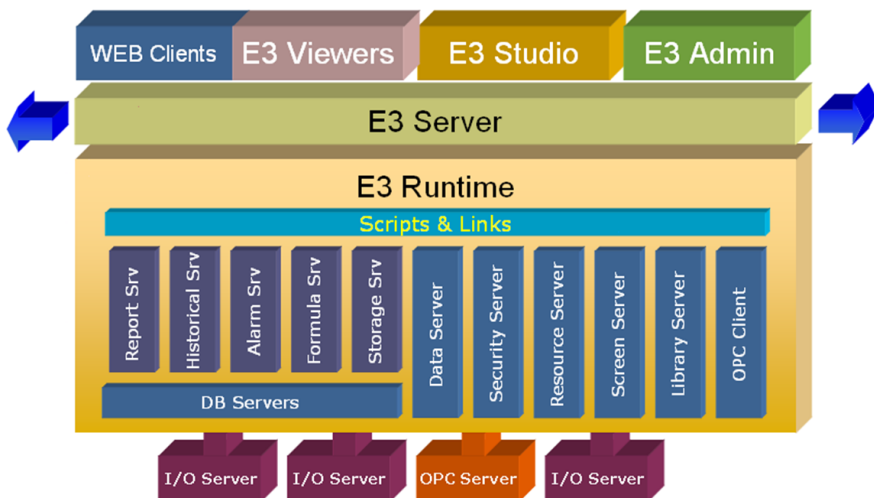 WEB Clients
E3 Viewers
E3 Studio
E3 Admin
E3 Server
E3 Runtime
Scripts & Links
Report Srv
Historical Srv
Alarm Srv
Formula Srv
Storage Srv
Data Server
Security Server
Resource Server
Screen Server
Library Server
OPC Client
DB Servers
I/O Server
I/O Server
OPC Server
I/O Server